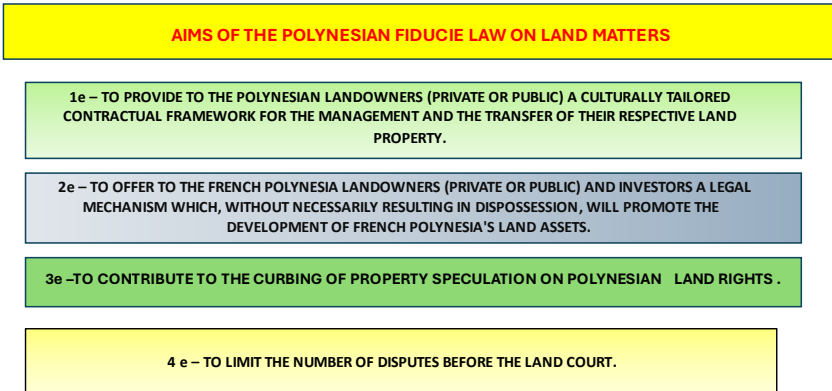 AIMS OF THE POLYNESIAN FIDUCIE LAW ON LAND MATTERS
1e – TO PROVIDE TO THE POLYNESIAN LANDOWNERS (PRIVATE OR PUBLIC) A CULTURALLY TAILORED
CONTRACTUAL FRAMEWORK FOR THE MANAGEMENT AND THE TRANSFER OF THEIR RESPECTIVE LAND
PROPERTY.
2e – TO OFFER TO THE FRENCH POLYNESIA LANDOWNERS (PRIVATE OR PUBLIC) AND INVESTORS A LEGAL
MECHANISM WHICH, WITHOUT NECESSARILY RESULTING IN DISPOSSESSION, WILL PROMOTE THE
DEVELOPMENT OF FRENCH POLYNESIA'S LAND ASSETS.
3e –TO CONTRIBUTE TO THE CURBING OF PROPERTY SPECULATION ON POLYNESIAN LAND RIGHTS .
4 e – TO LIMIT THE NUMBER OF DISPUTES BEFORE THE LAND COURT.